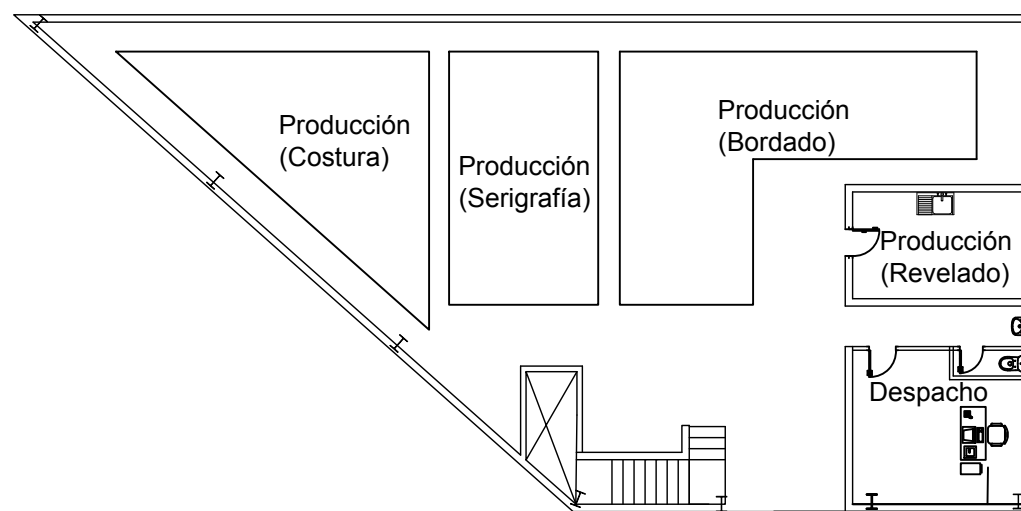 Producción
(Costura)
Producción
(Serigrafía)
Producción
(Bordado)
Producción
(Revelado)
Despacho